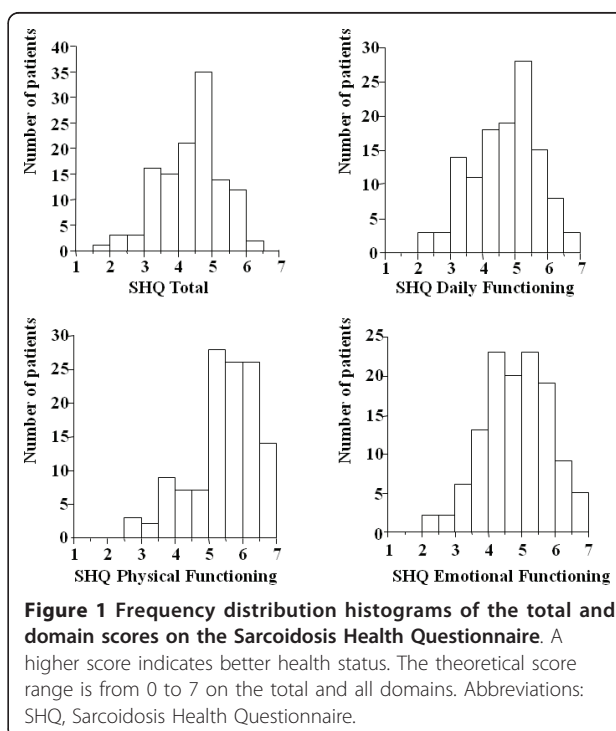 Number of patients
40
35
30
25
20
15
10
5
0
1 2 3 4 5 6 7
SHQ Total
Number of patients
30
25
20
15
10
5
0
1 2 3 4 5 6 7
SHQ Daily Functioning
Number of patients
30
25
20
15
10
5
0
1 2 3 4 5 6 7
SHQ Physical Functioning
Number of patients
25
20
15
10
5
0
1 2 3 4 5 6 7
SHQ Emotional Functioning
Figure 1 Frequency distribution histograms of the total and
domain scores on the Sarcoidosis Health Questionnaire. A
higher score indicates better health status. The theoretical score
range is from 0 to 7 on the total and all domains. Abbreviations:
SHQ, Sarcoidosis Health Questionnaire.